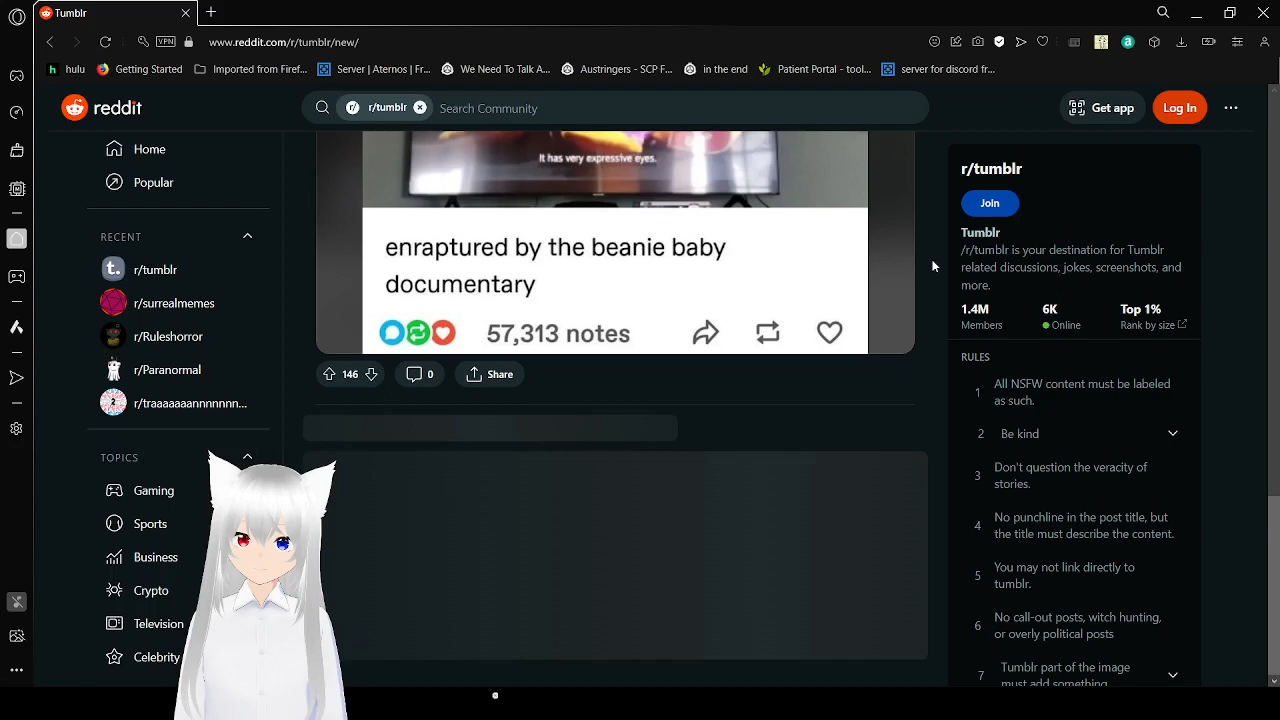 Tumblr
VPN
www.reddit.com/r/tumblr/new/
hulu
Getting Started
Imported from Firef...
Server | Aternos | Fr...
We Need To Talk A...
Austringers - SCP F...
in the end
Patient Portal - tool...
server for discord fr...
reddit
r/tumblr
Search Community
Get app
Log In
Home
Popular
RECENT
r/tumblr
r/surrealmemes
r/Ruleshorror
r/Paranormal
r/traaaaaaannnnnnn...
TOPICS
Gaming
Sports
Business
Crypto
Television
Celebrity
It has very expressive eyes.
enraptured by the beanie baby
documentary
57,313 notes
146
0
Share
r/tumblr
Join
Tumblr
/r/tumblr is your destination for Tumblr
related discussions, jokes, screenshots, and
more.
1.4M
Members
6K
Online
Top 1%
Rank by size
RULES
1 All NSFW content must be labeled
as such.
2 Be kind
3 Don't question the veracity of
stories.
4 No punchline in the post title, but
the title must describe the content.
5 You may not link directly to
tumblr.
6 No call-out posts, witch hunting,
or overly political posts
7 Tumblr part of the image
must add something